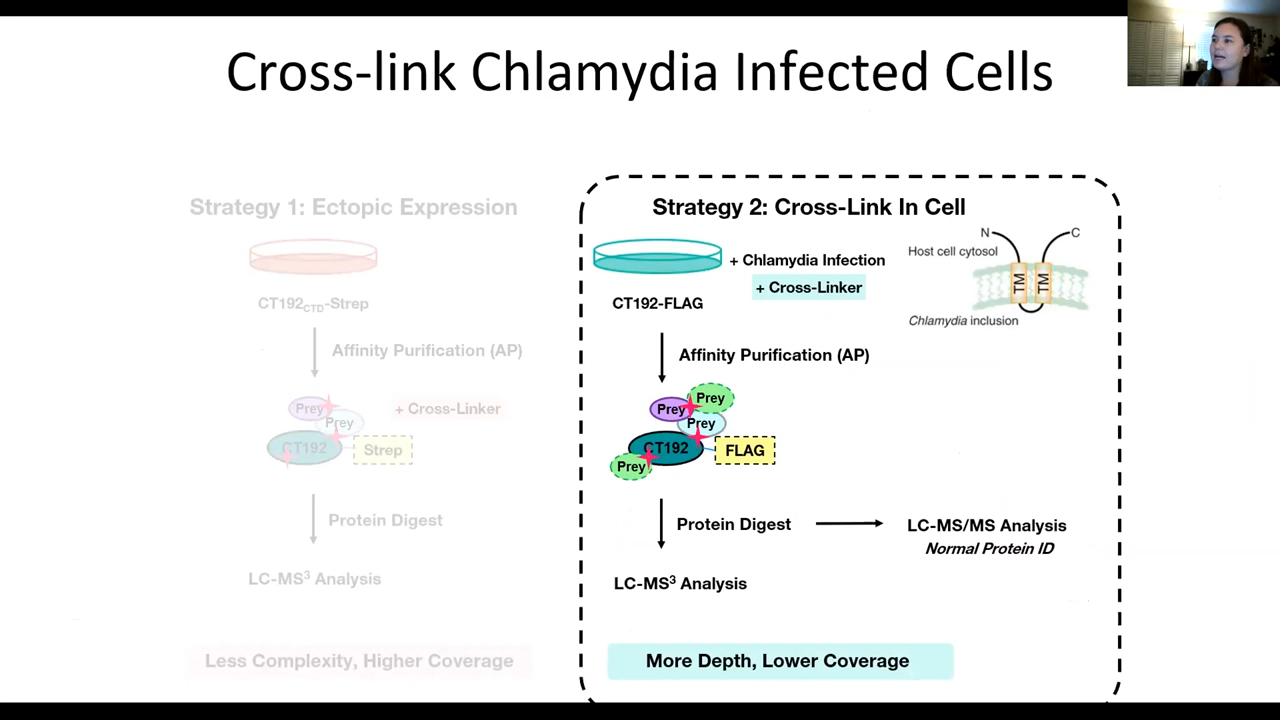 Cross-link Chlamydia Infected Cells
Strategy 1: Ectopic Expression
CT192CTD-Strep
Affinity Purification (AP)
Prey
+ Cross-Linker
Prey
CT192
Strep
Protein Digest
LC-MS³ Analysis
Less Complexity, Higher Coverage
Strategy 2: Cross-Link In Cell
+ Chlamydia Infection
+ Cross-Linker
CT192-FLAG
N
C
Host cell cytosol
TM
TM
Chlamydia inclusion
Affinity Purification (AP)
Prey
Prey
Prey
CT192
FLAG
Prey
Protein Digest
LC-MS/MS Analysis
Normal Protein ID
LC-MS³ Analysis
More Depth, Lower Coverage